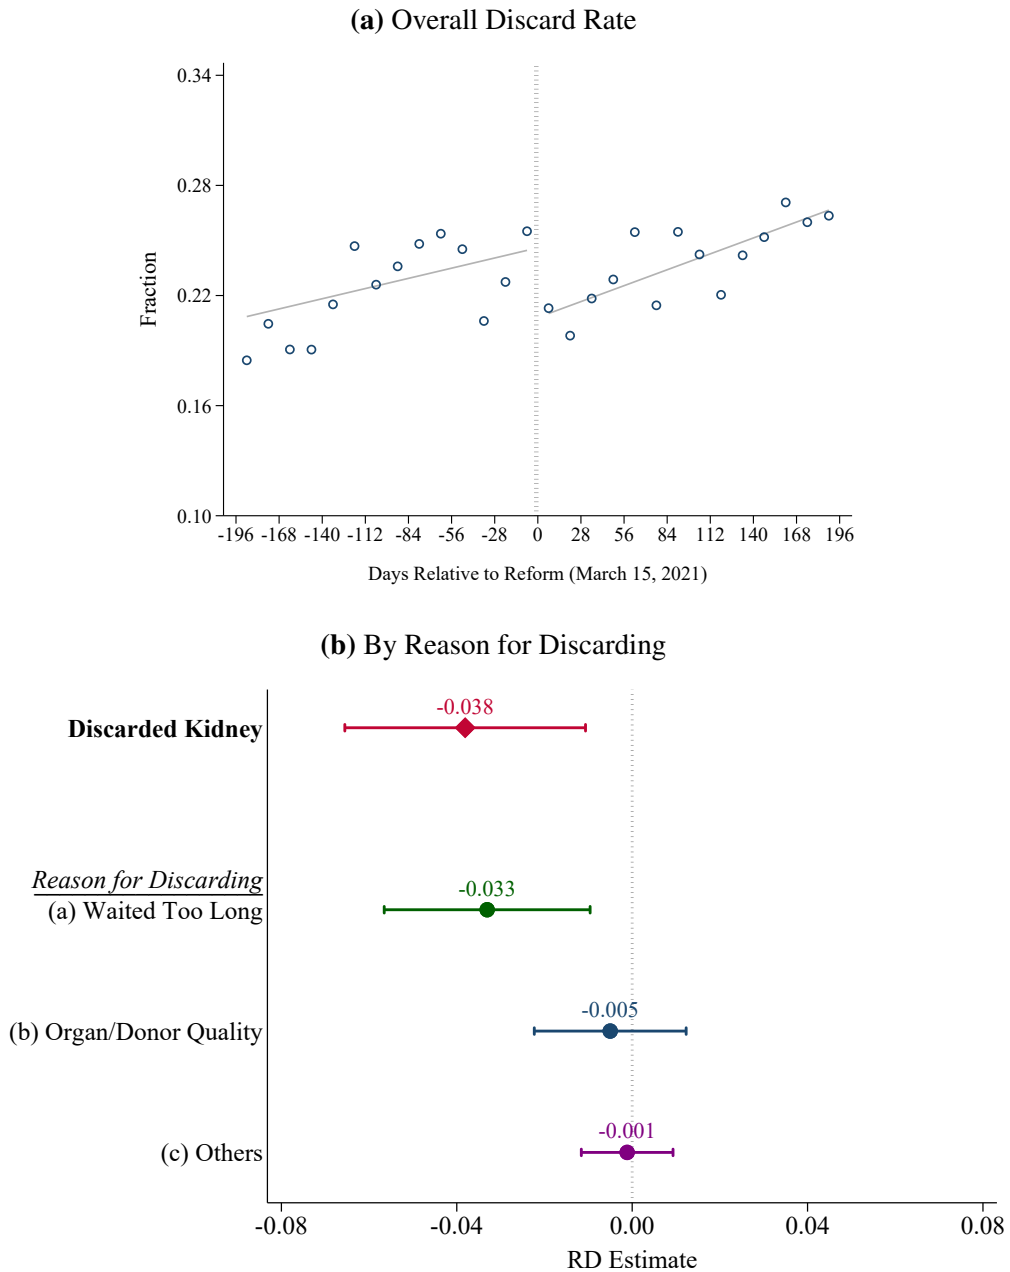 (a) Overall Discard Rate
0.34
0.28
0.22
0.16
0.10
Fraction
-196 -168 -140 -112 -84 -56 -28 0 28 56 84 112 140 168 196
Days Relative to Reform (March 15, 2021)
(b) By Reason for Discarding
-0.038
Discarded Kidney
Reason for Discarding
-0.033
(a) Waited Too Long
-0.005
(b) Organ/Donor Quality
-0.001
(c) Others
-0.08 -0.04 0.00 0.04 0.08
RD Estimate